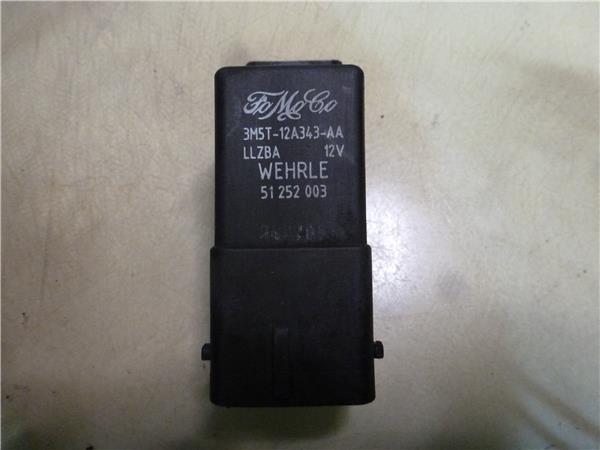 FoMoCo
3M5T-12A343-AA
LLZBA 12V
WEHRLE
51 252 003